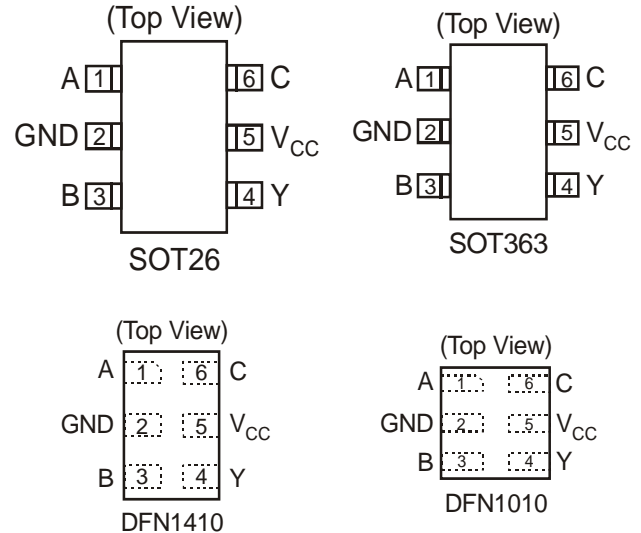 (Top View)
A 1 6 C
GND 2 5 VCC
B 3 4 Y
SOT26
(Top View)
A 1 6 C
GND 2 5 VCC
B 3 4 Y
SOT363
(Top View)
A 1 6 C
GND 2 5 VCC
B 3 4 Y
DFN1410
(Top View)
A 1 6 C
GND 2 5 VCC
B 3 4 Y
DFN1010